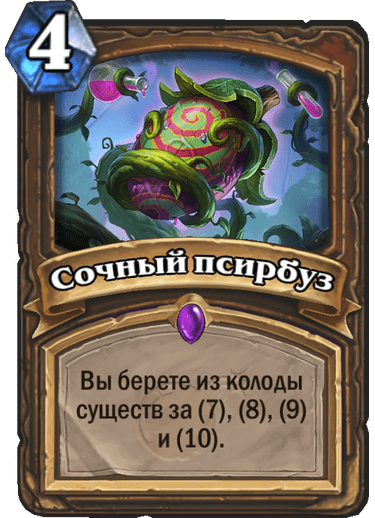 4
Сочный псирбуз
Вы берете из колоды
существ за (7), (8), (9)
и (10).